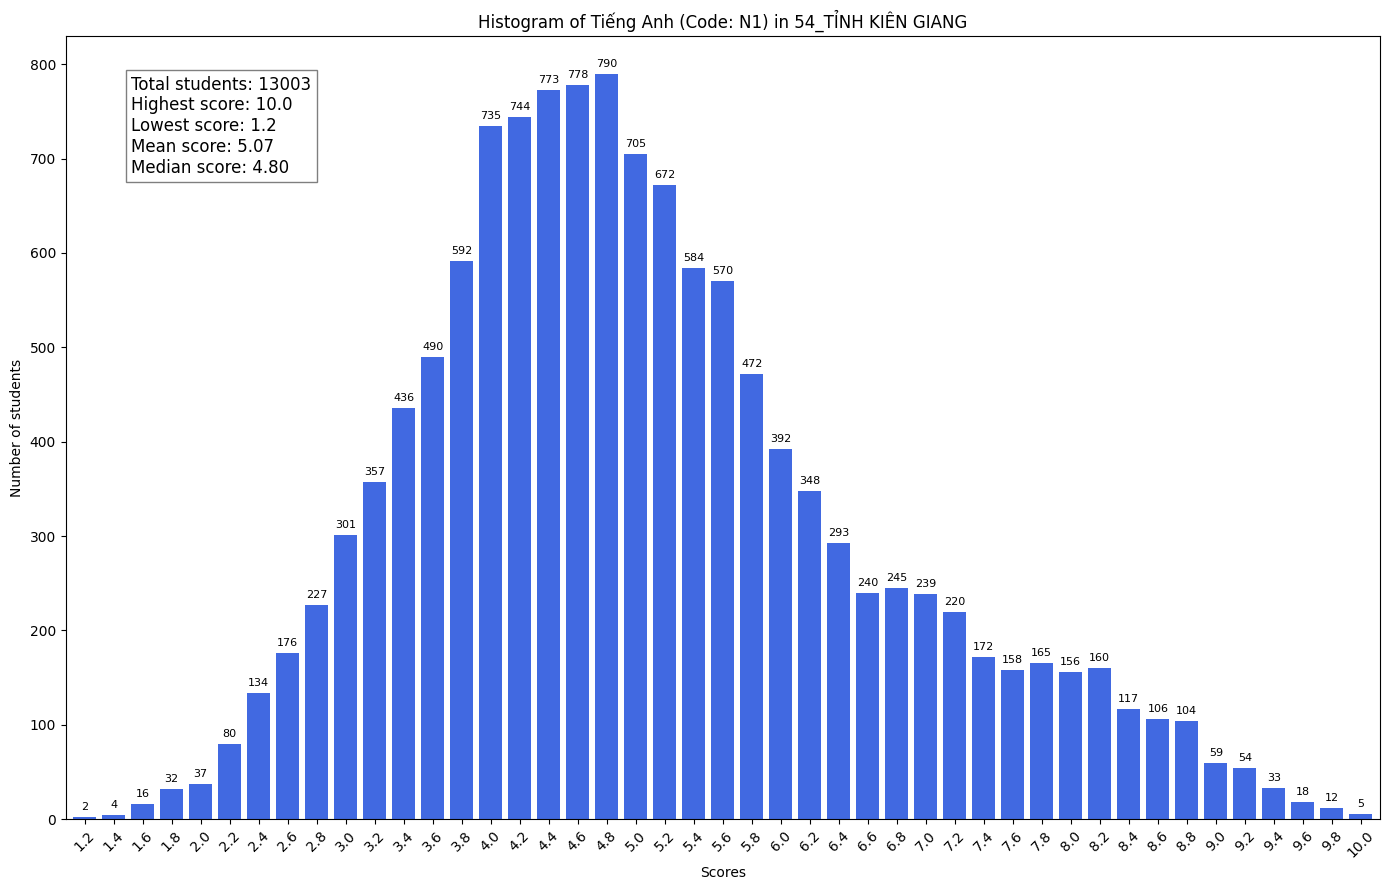 Histogram of Tiếng Anh (Code: N1) in 54_TỈNH KIÊN GIANG
Total students: 13003
Highest score: 10.0
Lowest score: 1.2
Mean score: 5.07
Median score: 4.80
Number of students
800
700
600
500
400
300
200
100
0
2 4 16 32 37 80 134 176 227 301 357 436 490 592 735 744 773 778 790 705 672 584 570 472 392 348 293 240 245 239 220 172 158 165 156 160 117 106 104 59 54 33 18 12 5
1.2 1.4 1.6 1.8 2.0 2.2 2.4 2.6 2.8 3.0 3.2 3.4 3.6 3.8 4.0 4.2 4.4 4.6 4.8 5.0 5.2 5.4 5.6 5.8 6.0 6.2 6.4 6.6 6.8 7.0 7.2 7.4 7.6 7.8 8.0 8.2 8.4 8.6 8.8 9.0 9.2 9.4 9.6 9.8 10.0
Scores